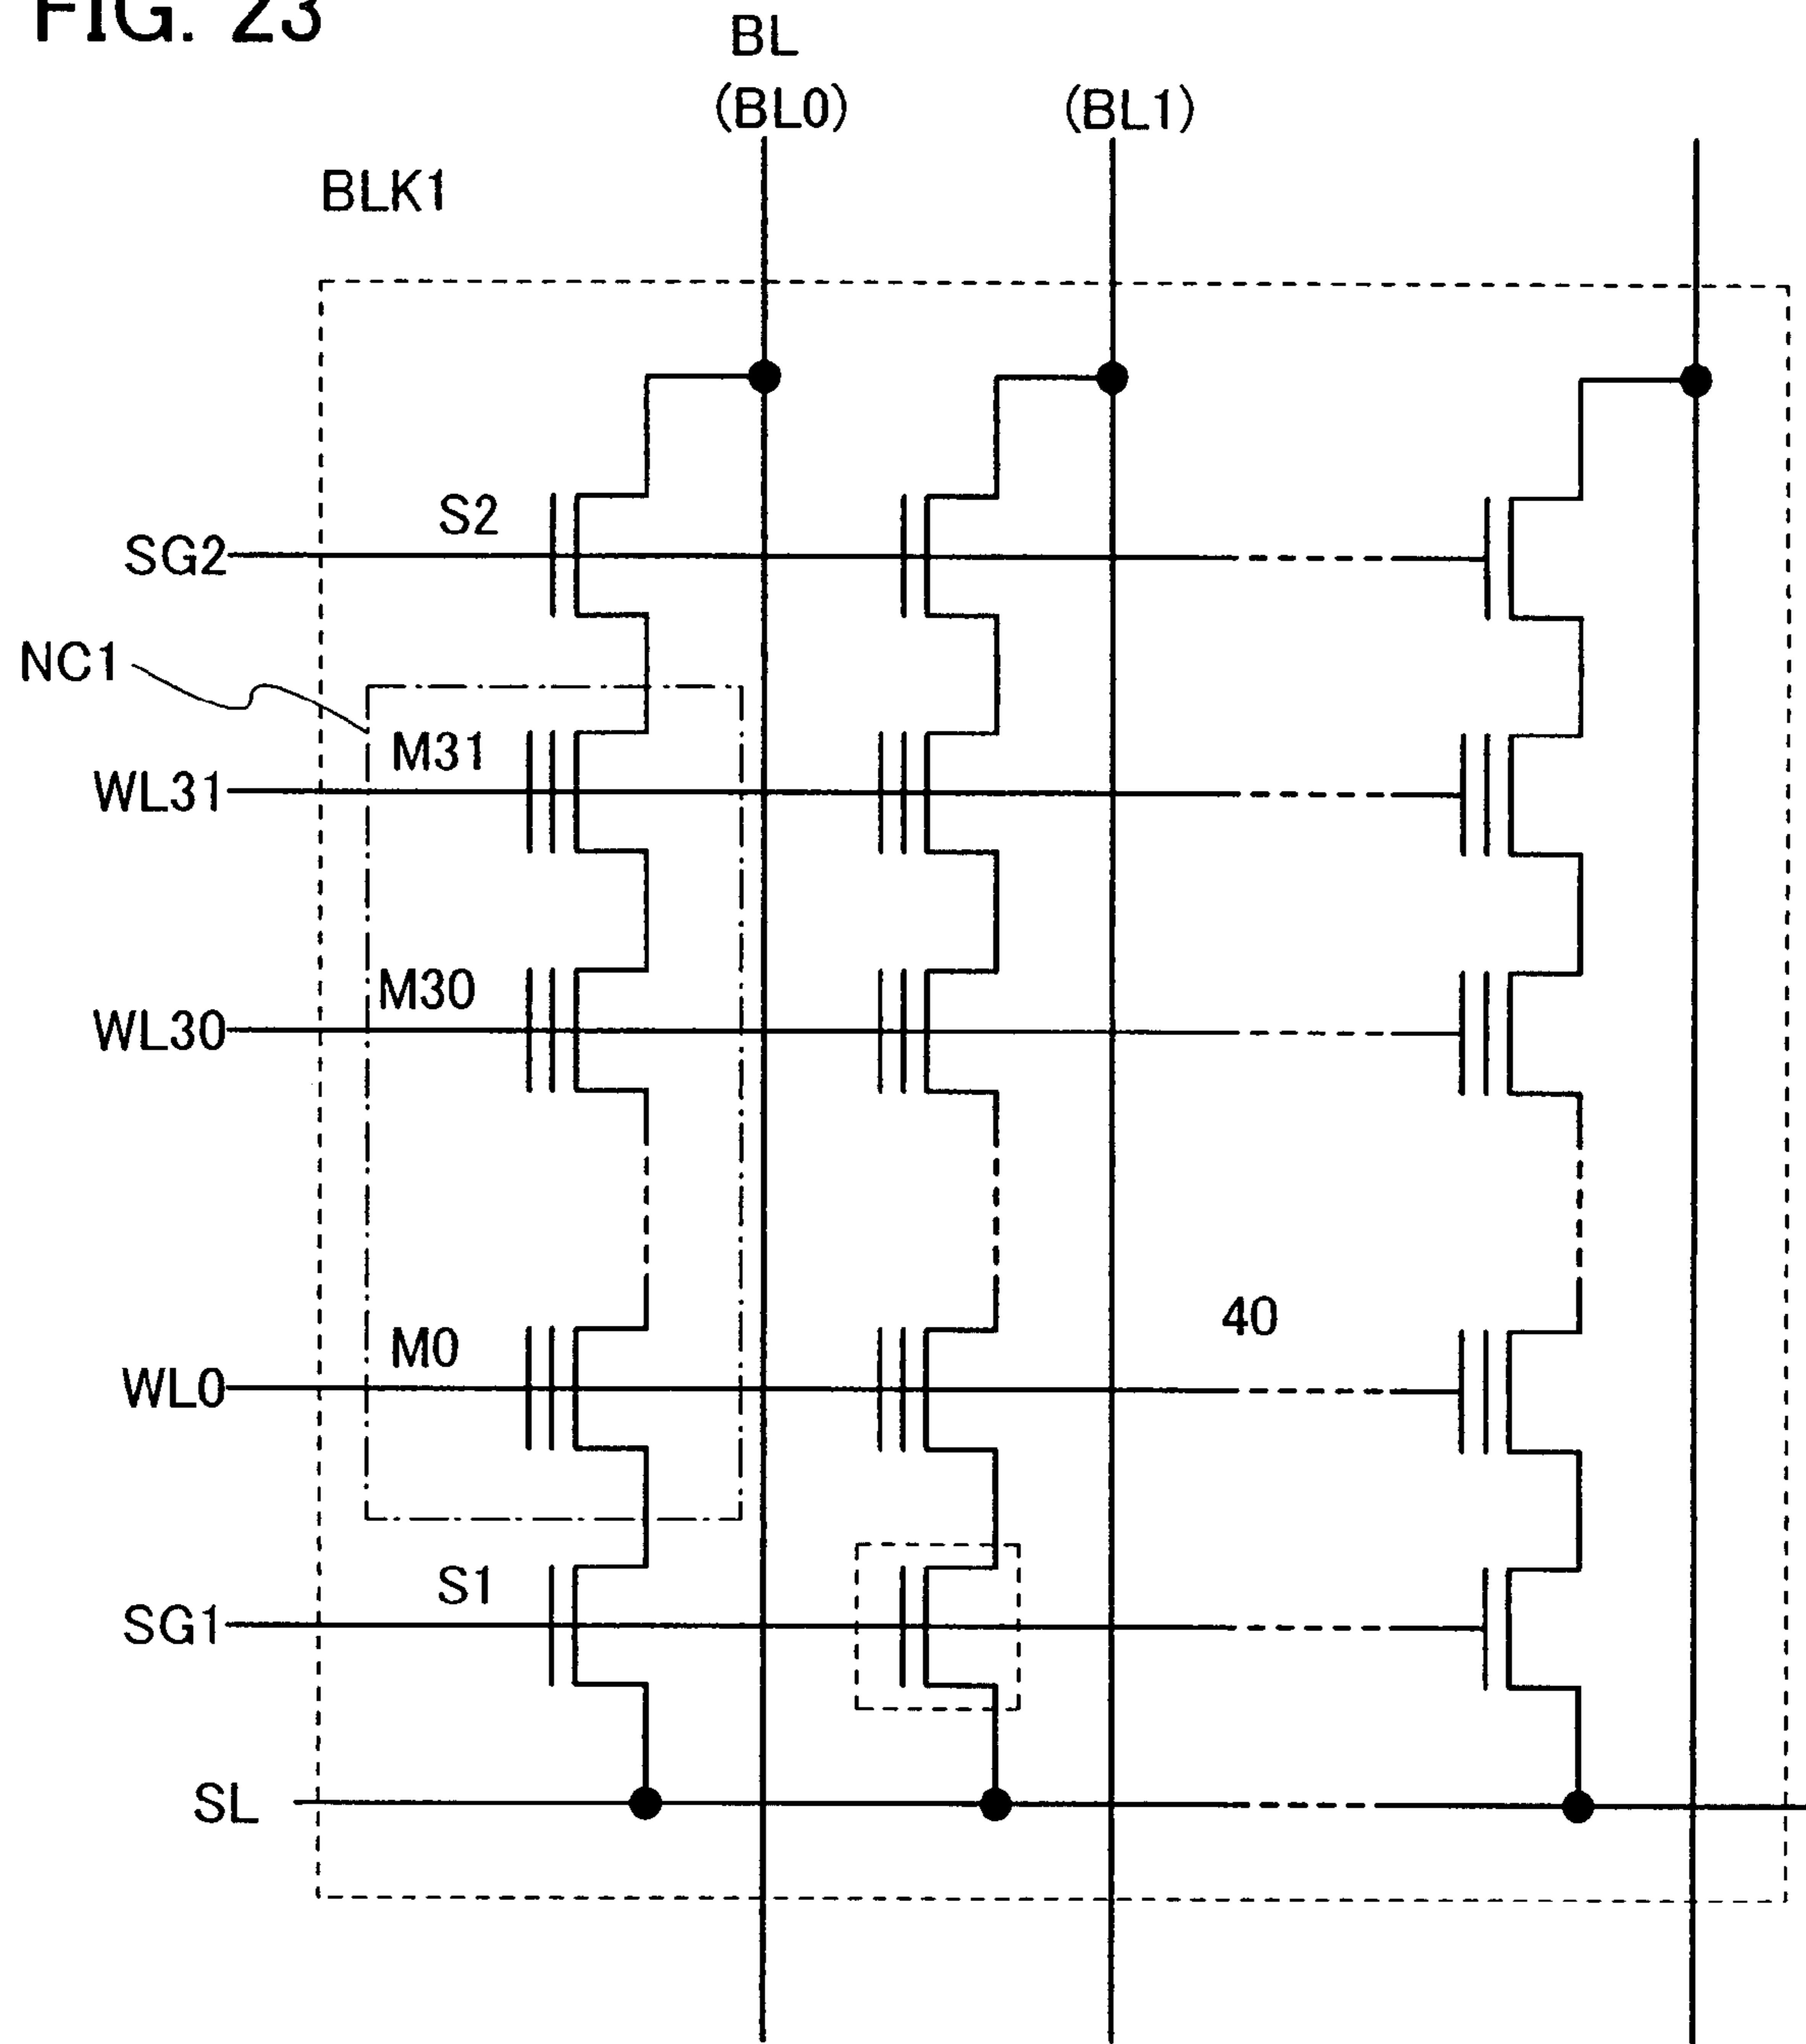 FIG. 23
BL
(BL0)
(BL1)
BLK1
S2
SG2
NC1
M31
WL31
M30
WL30
40
M0
WL0
S1
SG1
SL